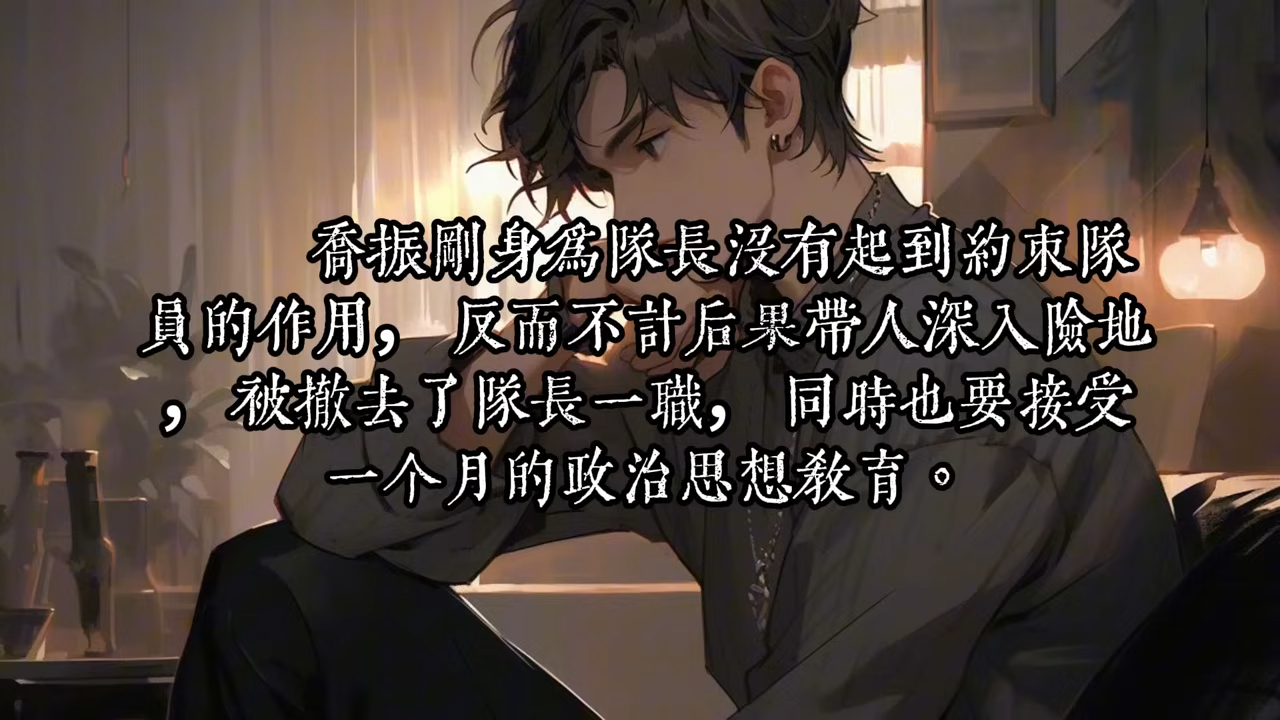 喬振剛身爲隊長沒有起到約束隊
員的作用， 反而不計后果帶人深入險地
， 被撤去了隊長一職， 同時也要接受
一个月的政治思想教育。